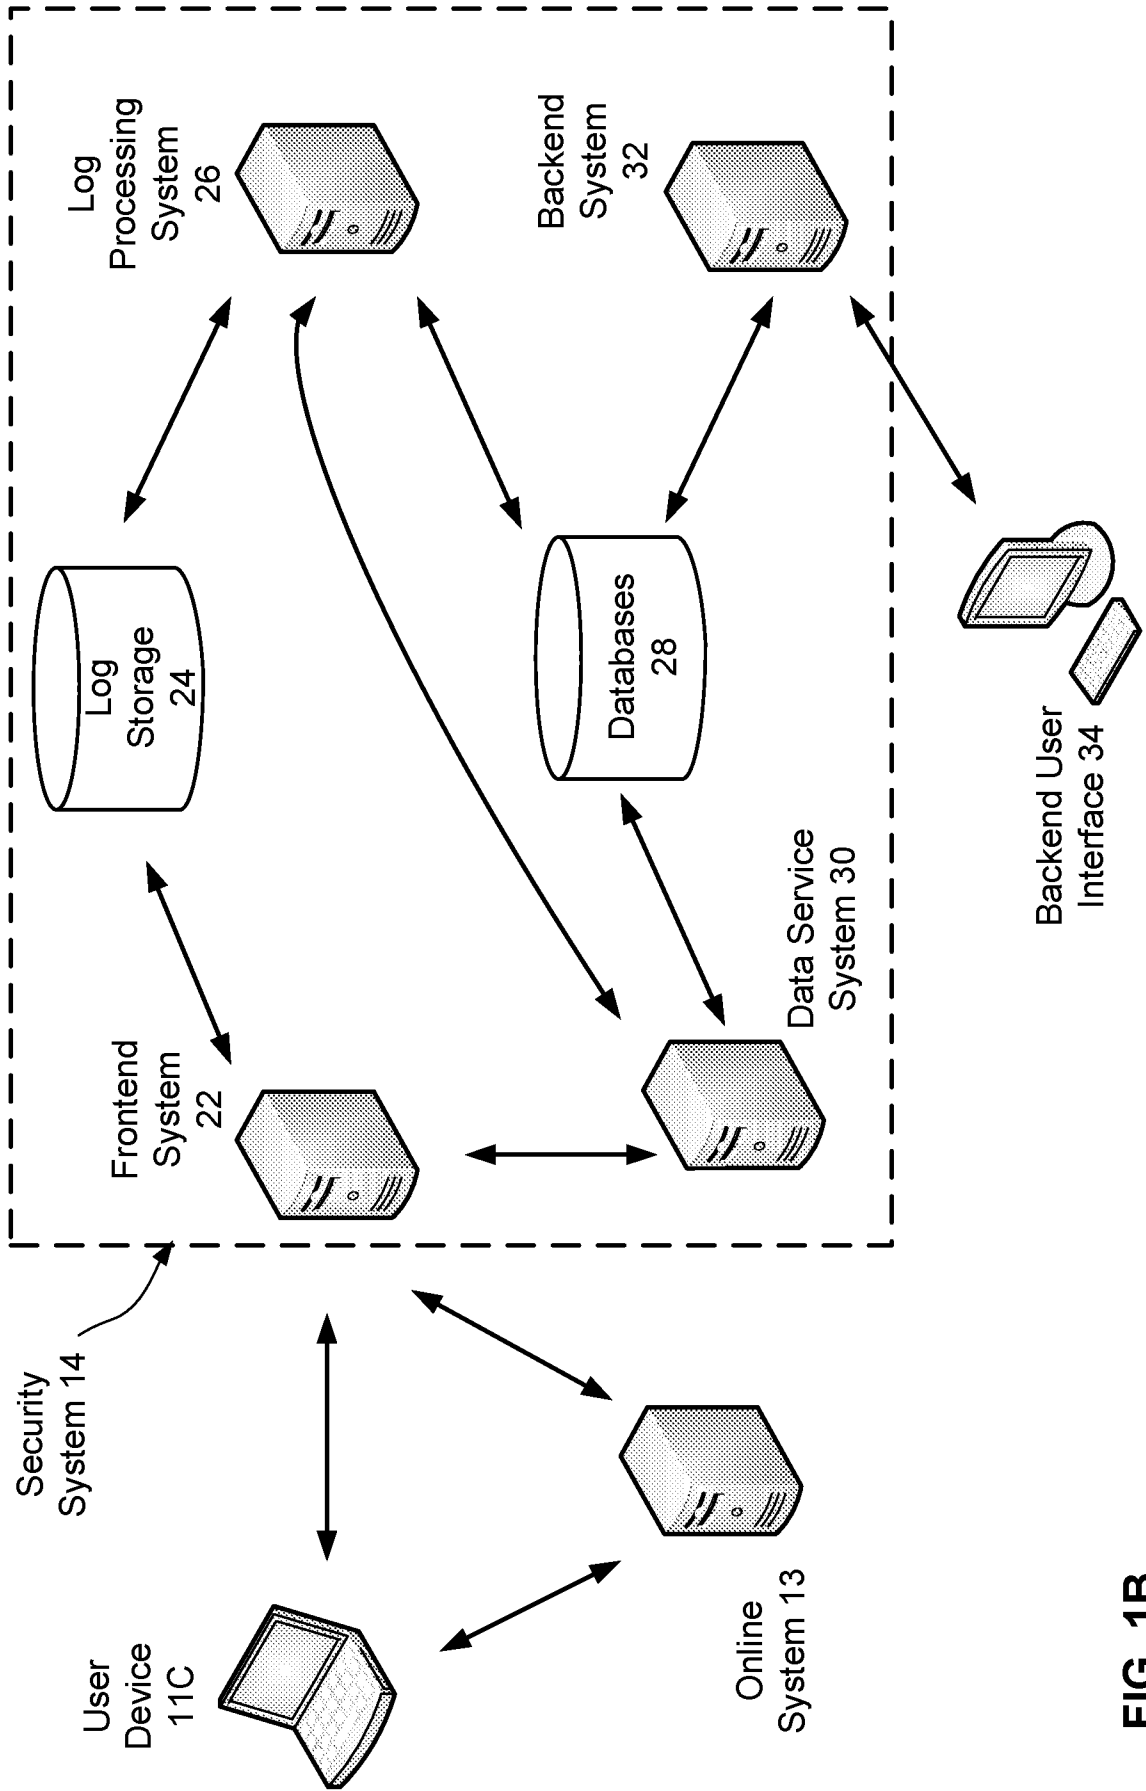 User
Device
11C
Security
System 14
Frontend
System
22
Log
Storage
24
Log
Processing
System
26
Online
System 13
Data Service
System 30
Databases
28
Backend
System
32
Backend User
Interface 34
FIG. 1B